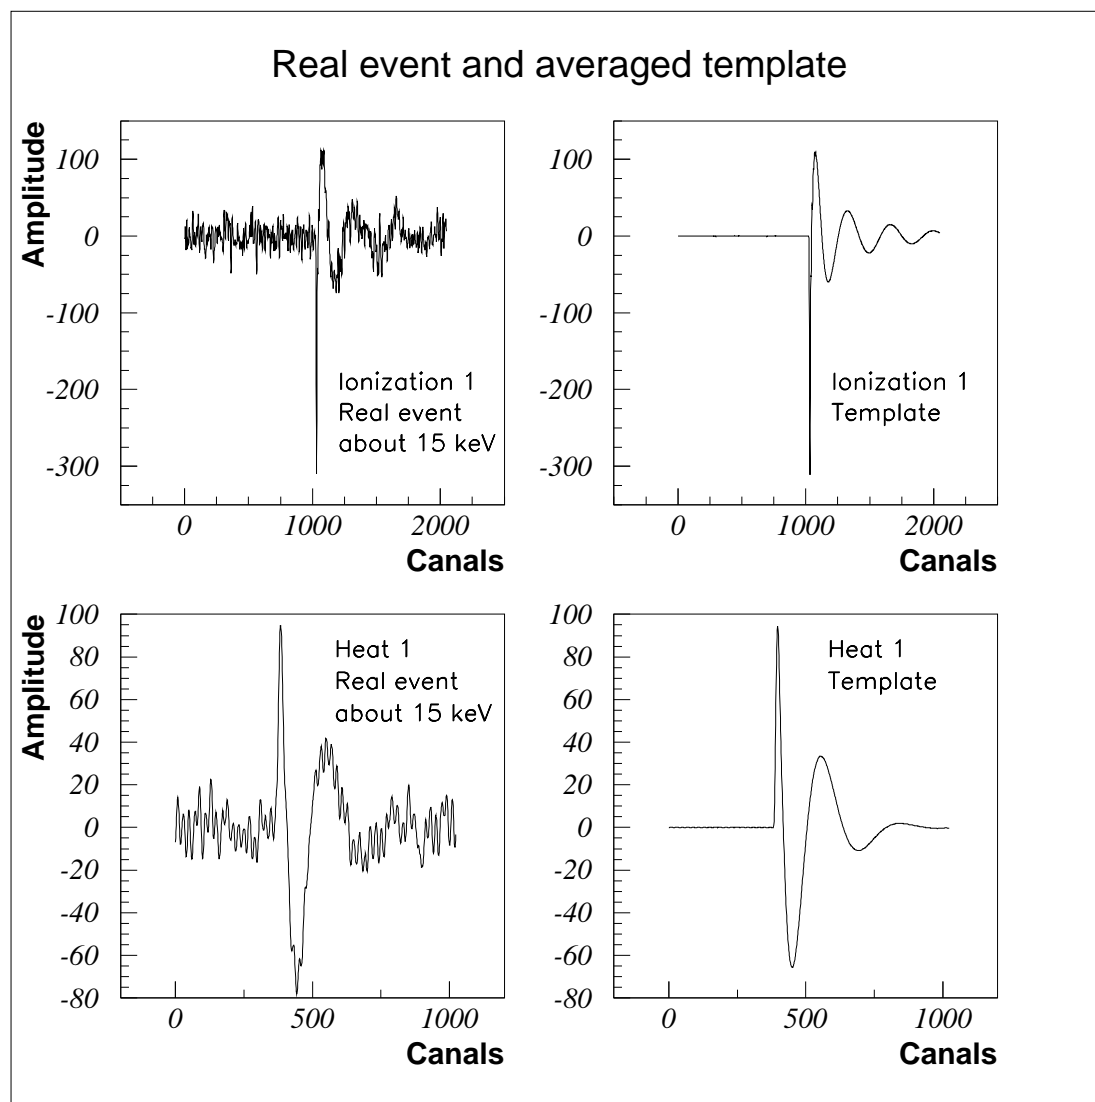 Real event and averaged template
Amplitude
100
0
-100
-200
-300
Ionization 1
Real event
about 15 keV
0 1000 2000
Canals
100
0
-100
-200
-300
Ionization 1
Template
0 1000 2000
Canals
Amplitude
100
80
60
40
20
0
-20
-40
-60
-80
Heat 1
Real event
about 15 keV
0 500 1000
Canals
100
80
60
40
20
0
-20
-40
-60
-80
Heat 1
Template
0 500 1000
Canals